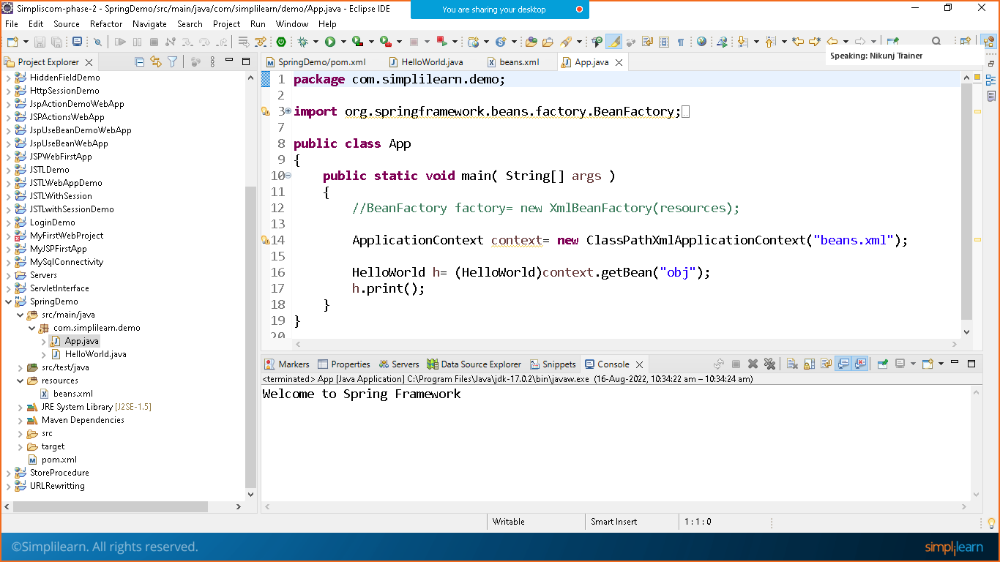 Simpliscom-phase-2 - SpringDemo/src/main/java/com/simplilearn/demo/App.java - Eclipse IDE
You are sharing your desktop
File Edit Source Refactor Navigate Search Project Run Window Help
Speaking: Nikunj Trainer
Project Explorer
HiddenFieldDemo
HttpSessionDemo
JspActionDemoWebApp
JSPActionsWebApp
JspUseBeanDemoWebApp
JspUseBeanWebApp
JSPWebFirstApp
JSTLDemo
JSTLWebAppDemo
JSTLWithSession
JSTLwithSessionDemo
LoginDemo
MyFirstWebProject
MyJSPFirstApp
MySqlConnectivity
Servers
ServletInterface
SpringDemo
src/main/java
com.simplilearn.demo
App.java
HelloWorld.java
src/test/java
resources
beans.xml
JRE System Library [J2SE-1.5]
Maven Dependencies
src
target
pom.xml
StoreProcedure
URLRewritting
SpringDemo/pom.xml HelloWorld.java beans.xml App.java
1 package com.simplilearn.demo;
2
3 import org.springframework.beans.factory.BeanFactory;
7
8 public class App
9 {
10 public static void main( String[] args )
11 {
12 //BeanFactory factory= new XmlBeanFactory(resources);
13
14 ApplicationContext context= new ClassPathXmlApplicationContext("beans.xml");
15
16 HelloWorld h= (HelloWorld)context.getBean("obj");
17 h.print();
18 }
19 }
20
Markers Properties Servers Data Source Explorer Snippets Console
<terminated> App [Java Application] C:\Program Files\Java\jdk-17.0.2\bin\javaw.exe (16-Aug-2022, 10:34:22 am – 10:34:24 am)
Welcome to Spring Framework
Writable Smart Insert 1 : 1 : 0
©Simplilearn. All rights reserved.
simplilearn